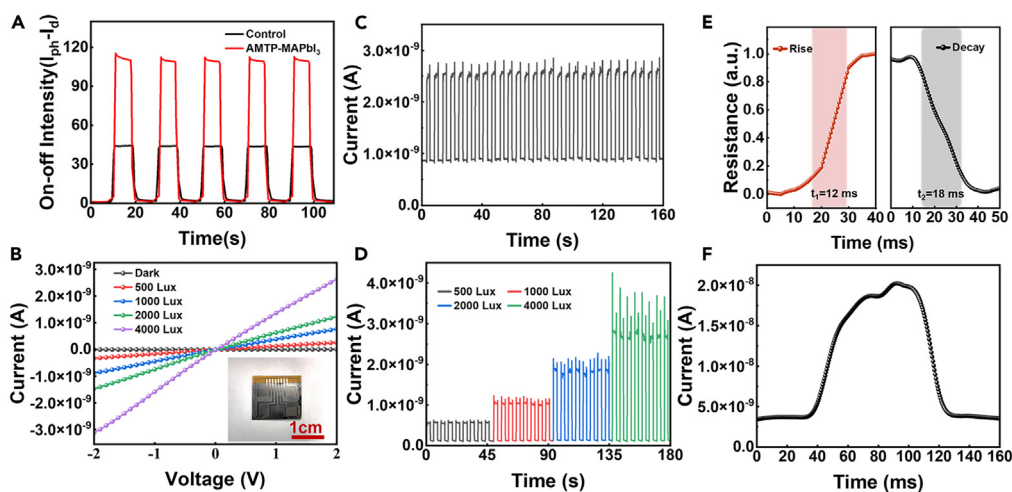 A
On-off Intensity(Iph-Id)
120
90
60
30
0
Control
AMTP-MAPbI3
0 20 40 60 80 100
Time(s)
B
Current (A)
3.0×10-9
2.0×10-9
1.0×10-9
0.0
-1.0×10-9
-2.0×10-9
-3.0×10-9
Dark
500 Lux
1000 Lux
2000 Lux
4000 Lux
1cm
-2 -1 0 1 2
Voltage (V)
C
Current (A)
3.0×10-9
2.0×10-9
1.0×10-9
0.0
0 40 80 120 160
Time (s)
D
Current (A)
4.0×10-9
3.0×10-9
2.0×10-9
1.0×10-9
0.0
500 Lux 1000 Lux
2000 Lux 4000 Lux
0 45 90 135 180
Time (s)
E
Resistance (a.u.)
1.0
0.8
0.6
0.4
0.2
0.0
Rise
t1=12 ms
Decay
t2=18 ms
0 10 20 30 40
0 10 20 30 40 50
Time (ms)
F
Current (A)
2.0×10-8
1.5×10-8
1.0×10-8
5.0×10-9
0.0
0 20 40 60 80 100 120 140 160
Time (ms)